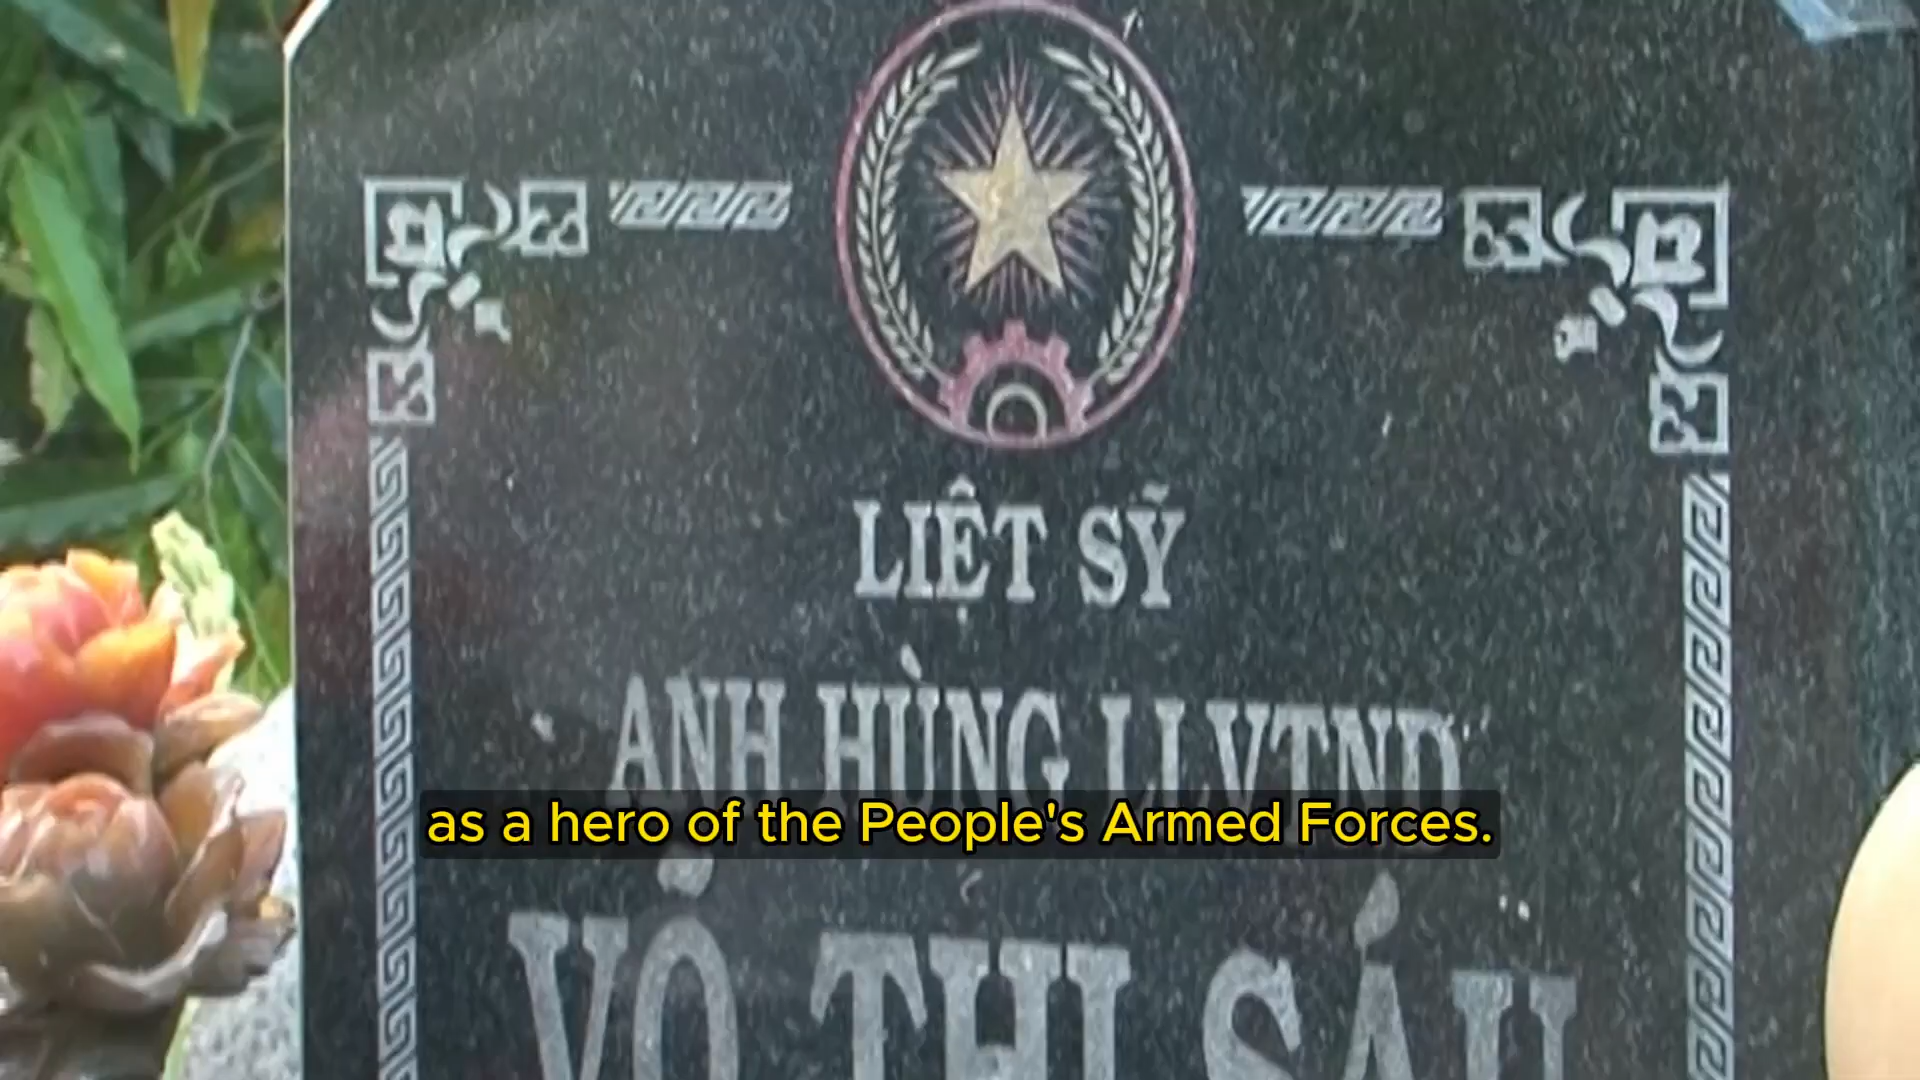 LIỆT SỸ
ANH HÙNG LLVTND
as a hero of the People's Armed Forces.
VÕ THỊ SÁU